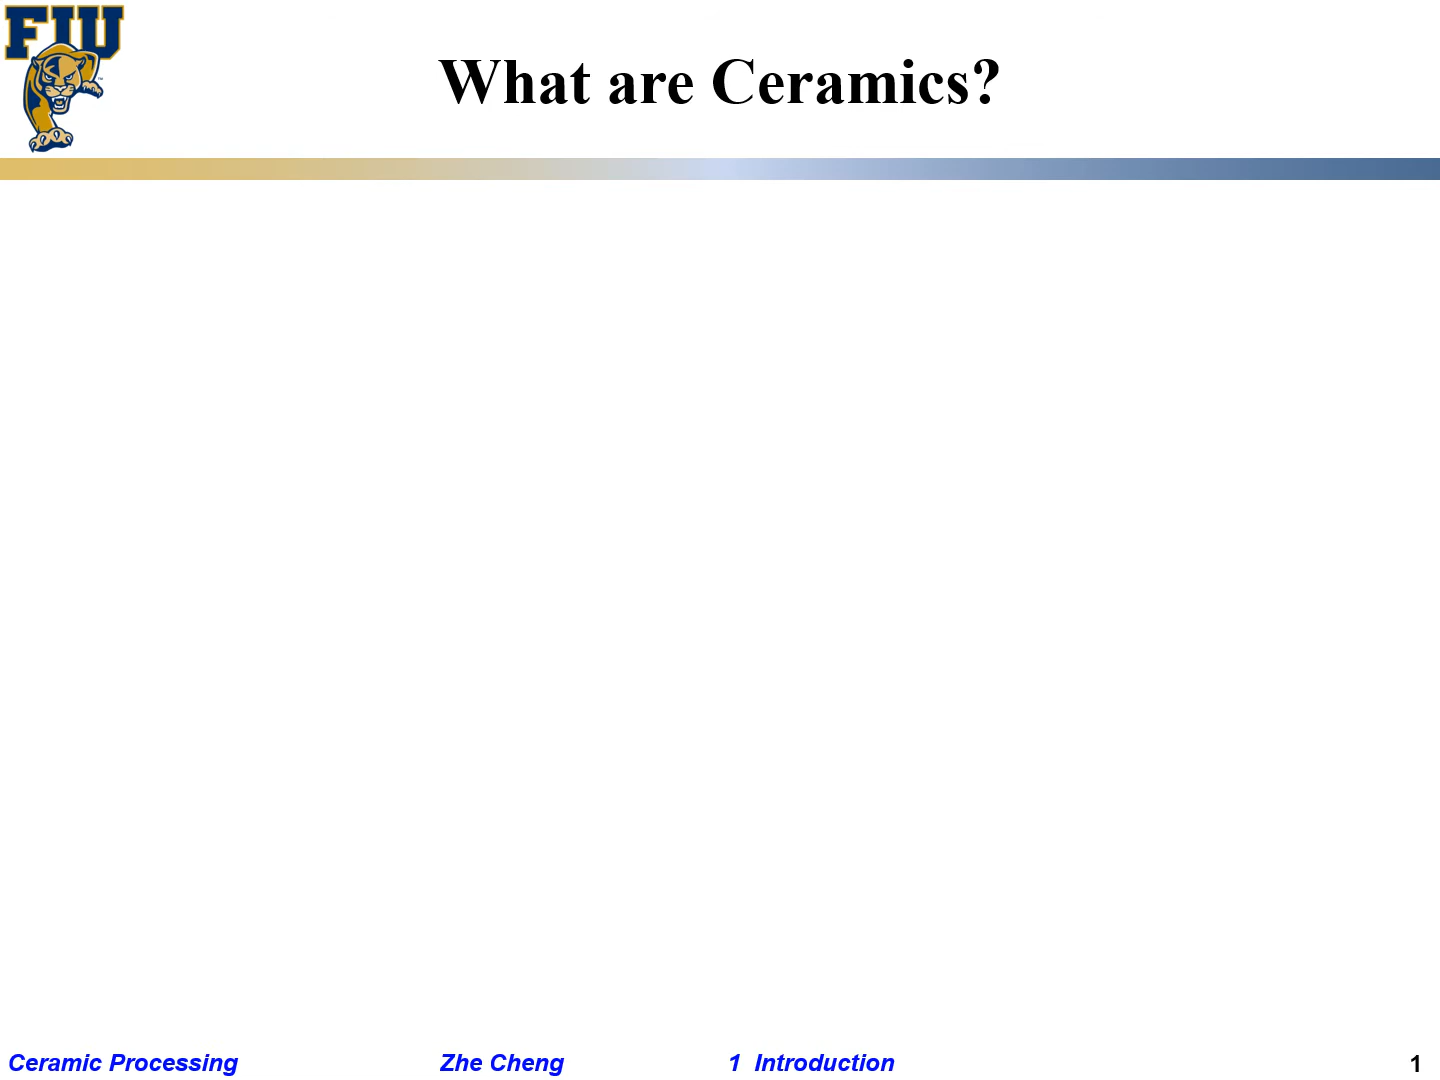 FIU
What are Ceramics?
Ceramic Processing Zhe Cheng 1 Introduction 1